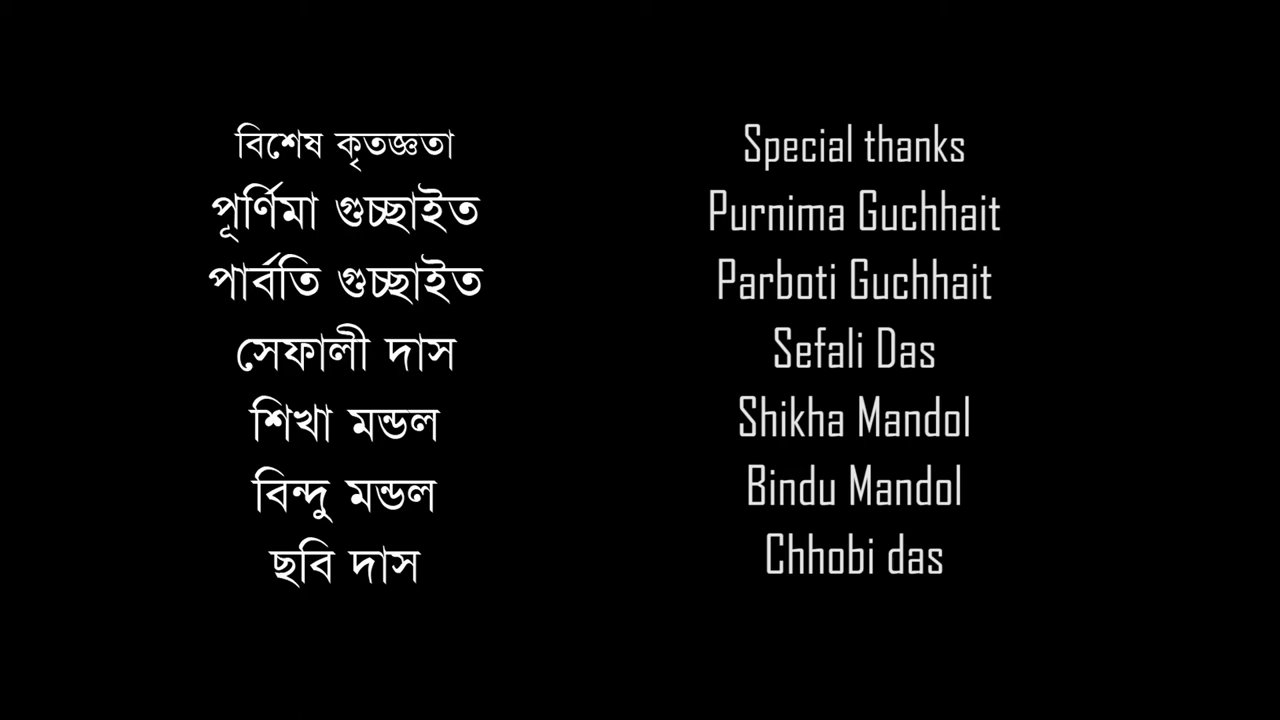 বিশেষ কৃতজ্ঞতা
পূর্ণিমা গুচ্ছাইত
পার্বতি গুচ্ছাইত
সেফালী দাস
শিখা মন্ডল
বিন্দু মন্ডল
ছবি দাস
Special thanks
Purnima Guchhait
Parboti Guchhait
Sefali Das
Shikha Mandol
Bindu Mandol
Chhobi das